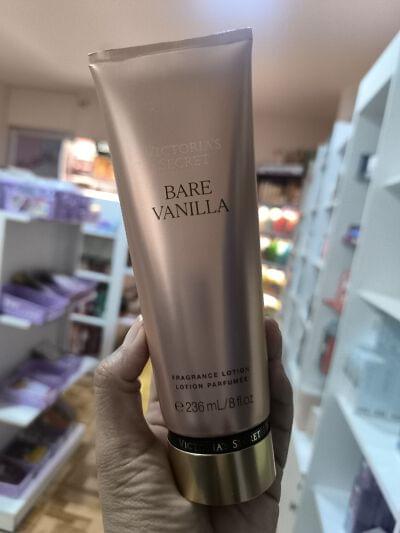 VICTORIA'S
SECRET
BARE
VANILLA
FRAGRANCE LOTION
LOTION PARFUMÉE
℮ 236 mL/8 fl oz
VICTORIA'S SECRET